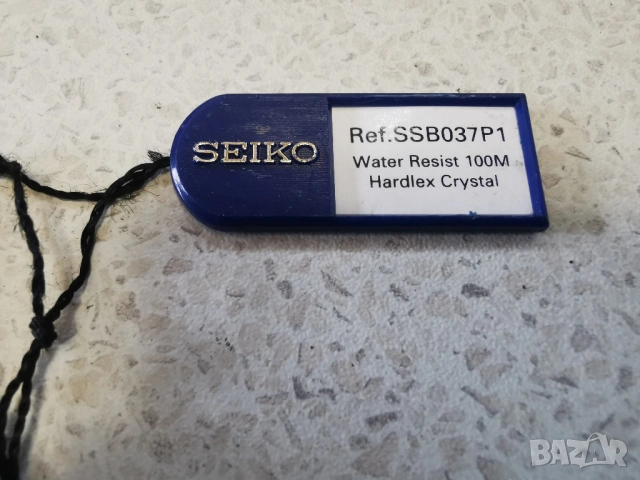 SEIKO
Ref.SSB037P1
Water Resist 100M
Hardlex Crystal
BAZAR